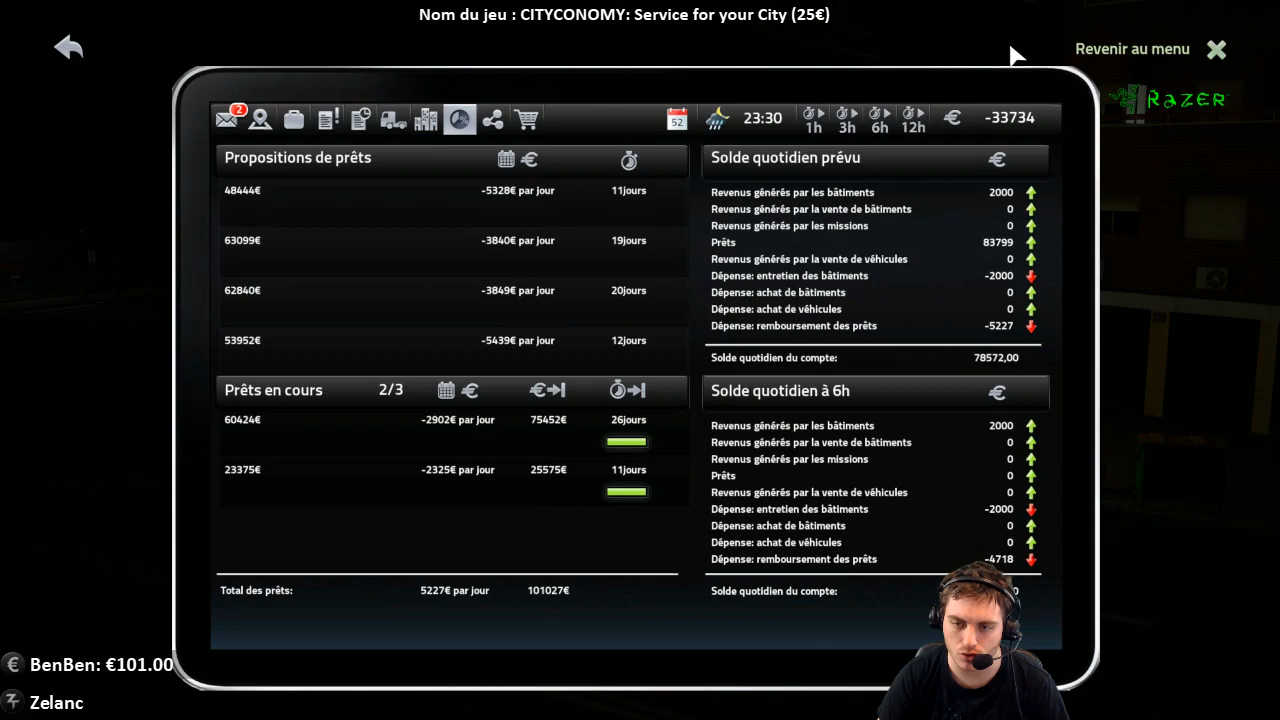 Nom du jeu : CITYCONOMY: Service for your City (25€)
Revenir au menu
RAZER
2
52
23:30
1h
3h
6h
12h
-33734
Propositions de prêts
48444€ -5328€ par jour 11jours
63099€ -3840€ par jour 19jours
62840€ -3849€ par jour 20jours
53952€ -5439€ par jour 12jours
Prêts en cours 2/3
60424€ -2902€ par jour 75452€ 26jours
23375€ -2325€ par jour 25575€ 11jours
Total des prêts: 5227€ par jour 101027€
Solde quotidien prévu €
Revenus générés par les bâtiments 2000
Revenus générés par la vente de bâtiments 0
Revenus générés par les missions 0
Prêts 83799
Revenus générés par la vente de véhicules 0
Dépense: entretien des bâtiments -2000
Dépense: achat de bâtiments 0
Dépense: achat de véhicules 0
Dépense: remboursement des prêts -5227
Solde quotidien du compte: 78572,00
Solde quotidien à 6h €
Revenus générés par les bâtiments 2000
Revenus générés par la vente de bâtiments 0
Revenus générés par les missions 0
Prêts 0
Revenus générés par la vente de véhicules 0
Dépense: entretien des bâtiments -2000
Dépense: achat de bâtiments 0
Dépense: achat de véhicules 0
Dépense: remboursement des prêts -4718
Solde quotidien du compte:
BenBen: €101.00
Zelanc